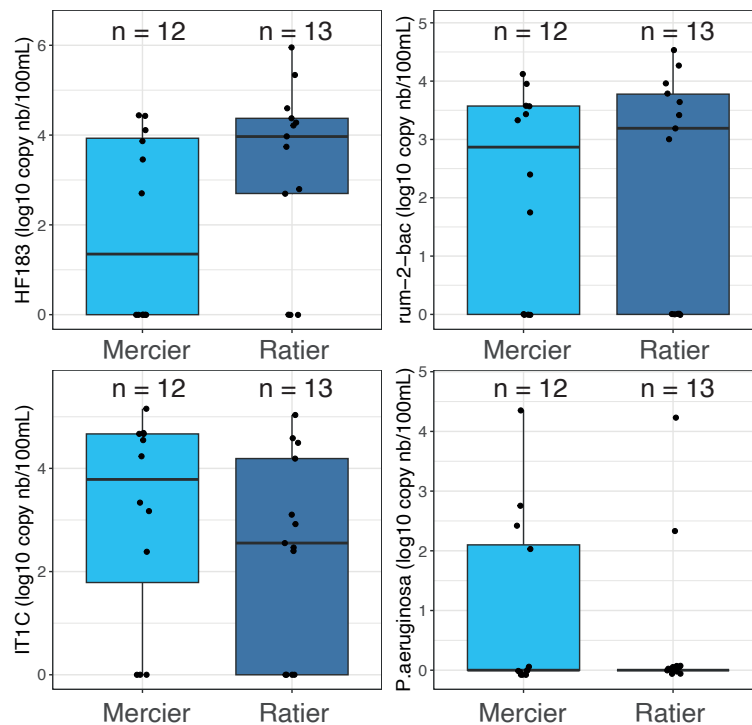 HF183 (log10 copy nb/100mL)
6
4
2
0
n = 12
n = 13
Mercier
Ratier
rum-2-bac (log10 copy nb/100mL)
5
4
3
2
1
0
n = 12
n = 13
Mercier
Ratier
IT1C (log10 copy nb/100mL)
4
2
0
n = 12
n = 13
Mercier
Ratier
P.aeruginosa (log10 copy nb/100mL)
5
4
3
2
1
0
n = 12
n = 13
Mercier
Ratier